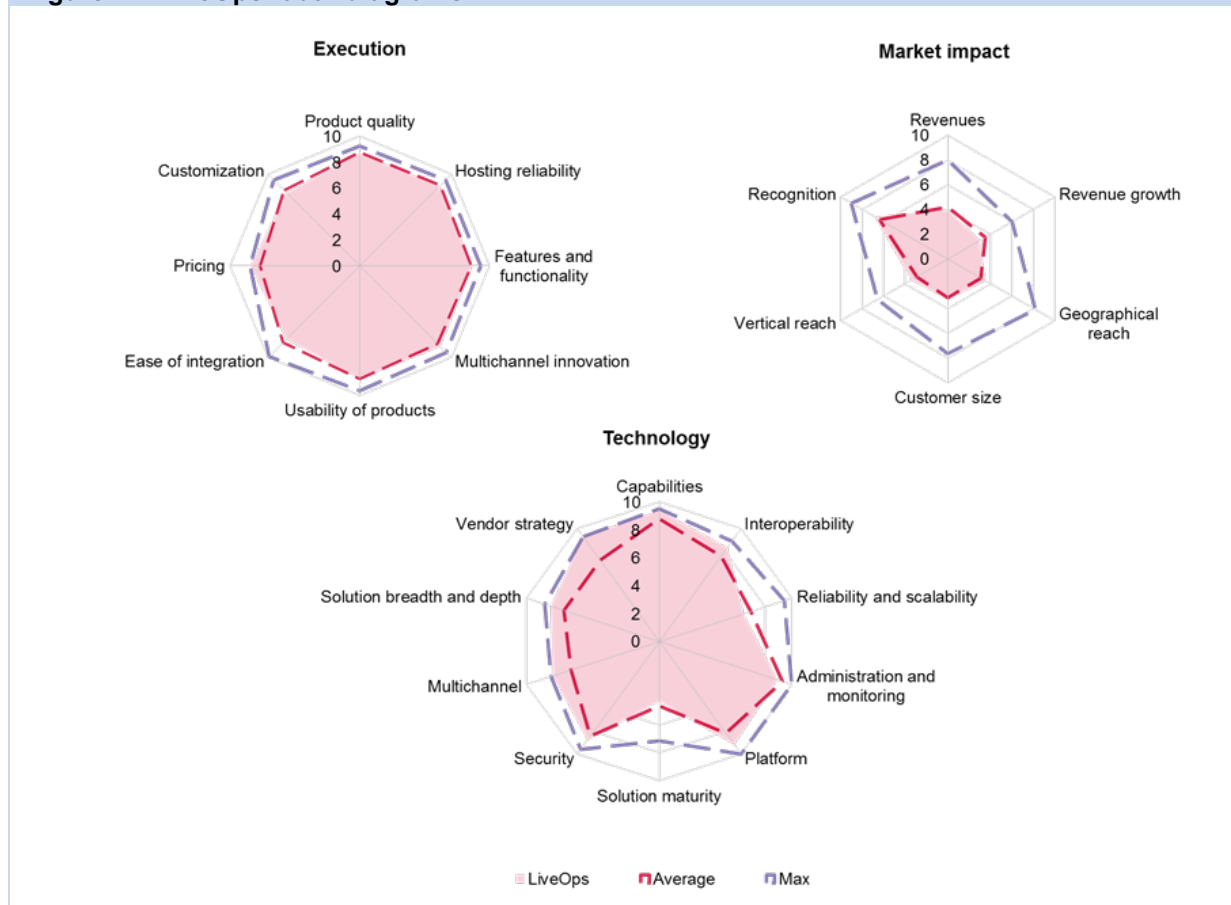 Execution
Product quality
10
8
6
4
2
0
Customization
Hosting reliability
Pricing
Features and
functionality
Ease of integration
Multichannel innovation
Usability of products
Market impact
Revenues
10
8
6
4
2
0
Recognition
Revenue growth
Vertical reach
Geographical
reach
Customer size
Technology
Capabilities
10
8
6
4
2
0
Vendor strategy
Interoperability
Solution breadth and depth
Reliability and scalability
Multichannel
Administration and
monitoring
Security
Platform
Solution maturity
LiveOps
Average
Max